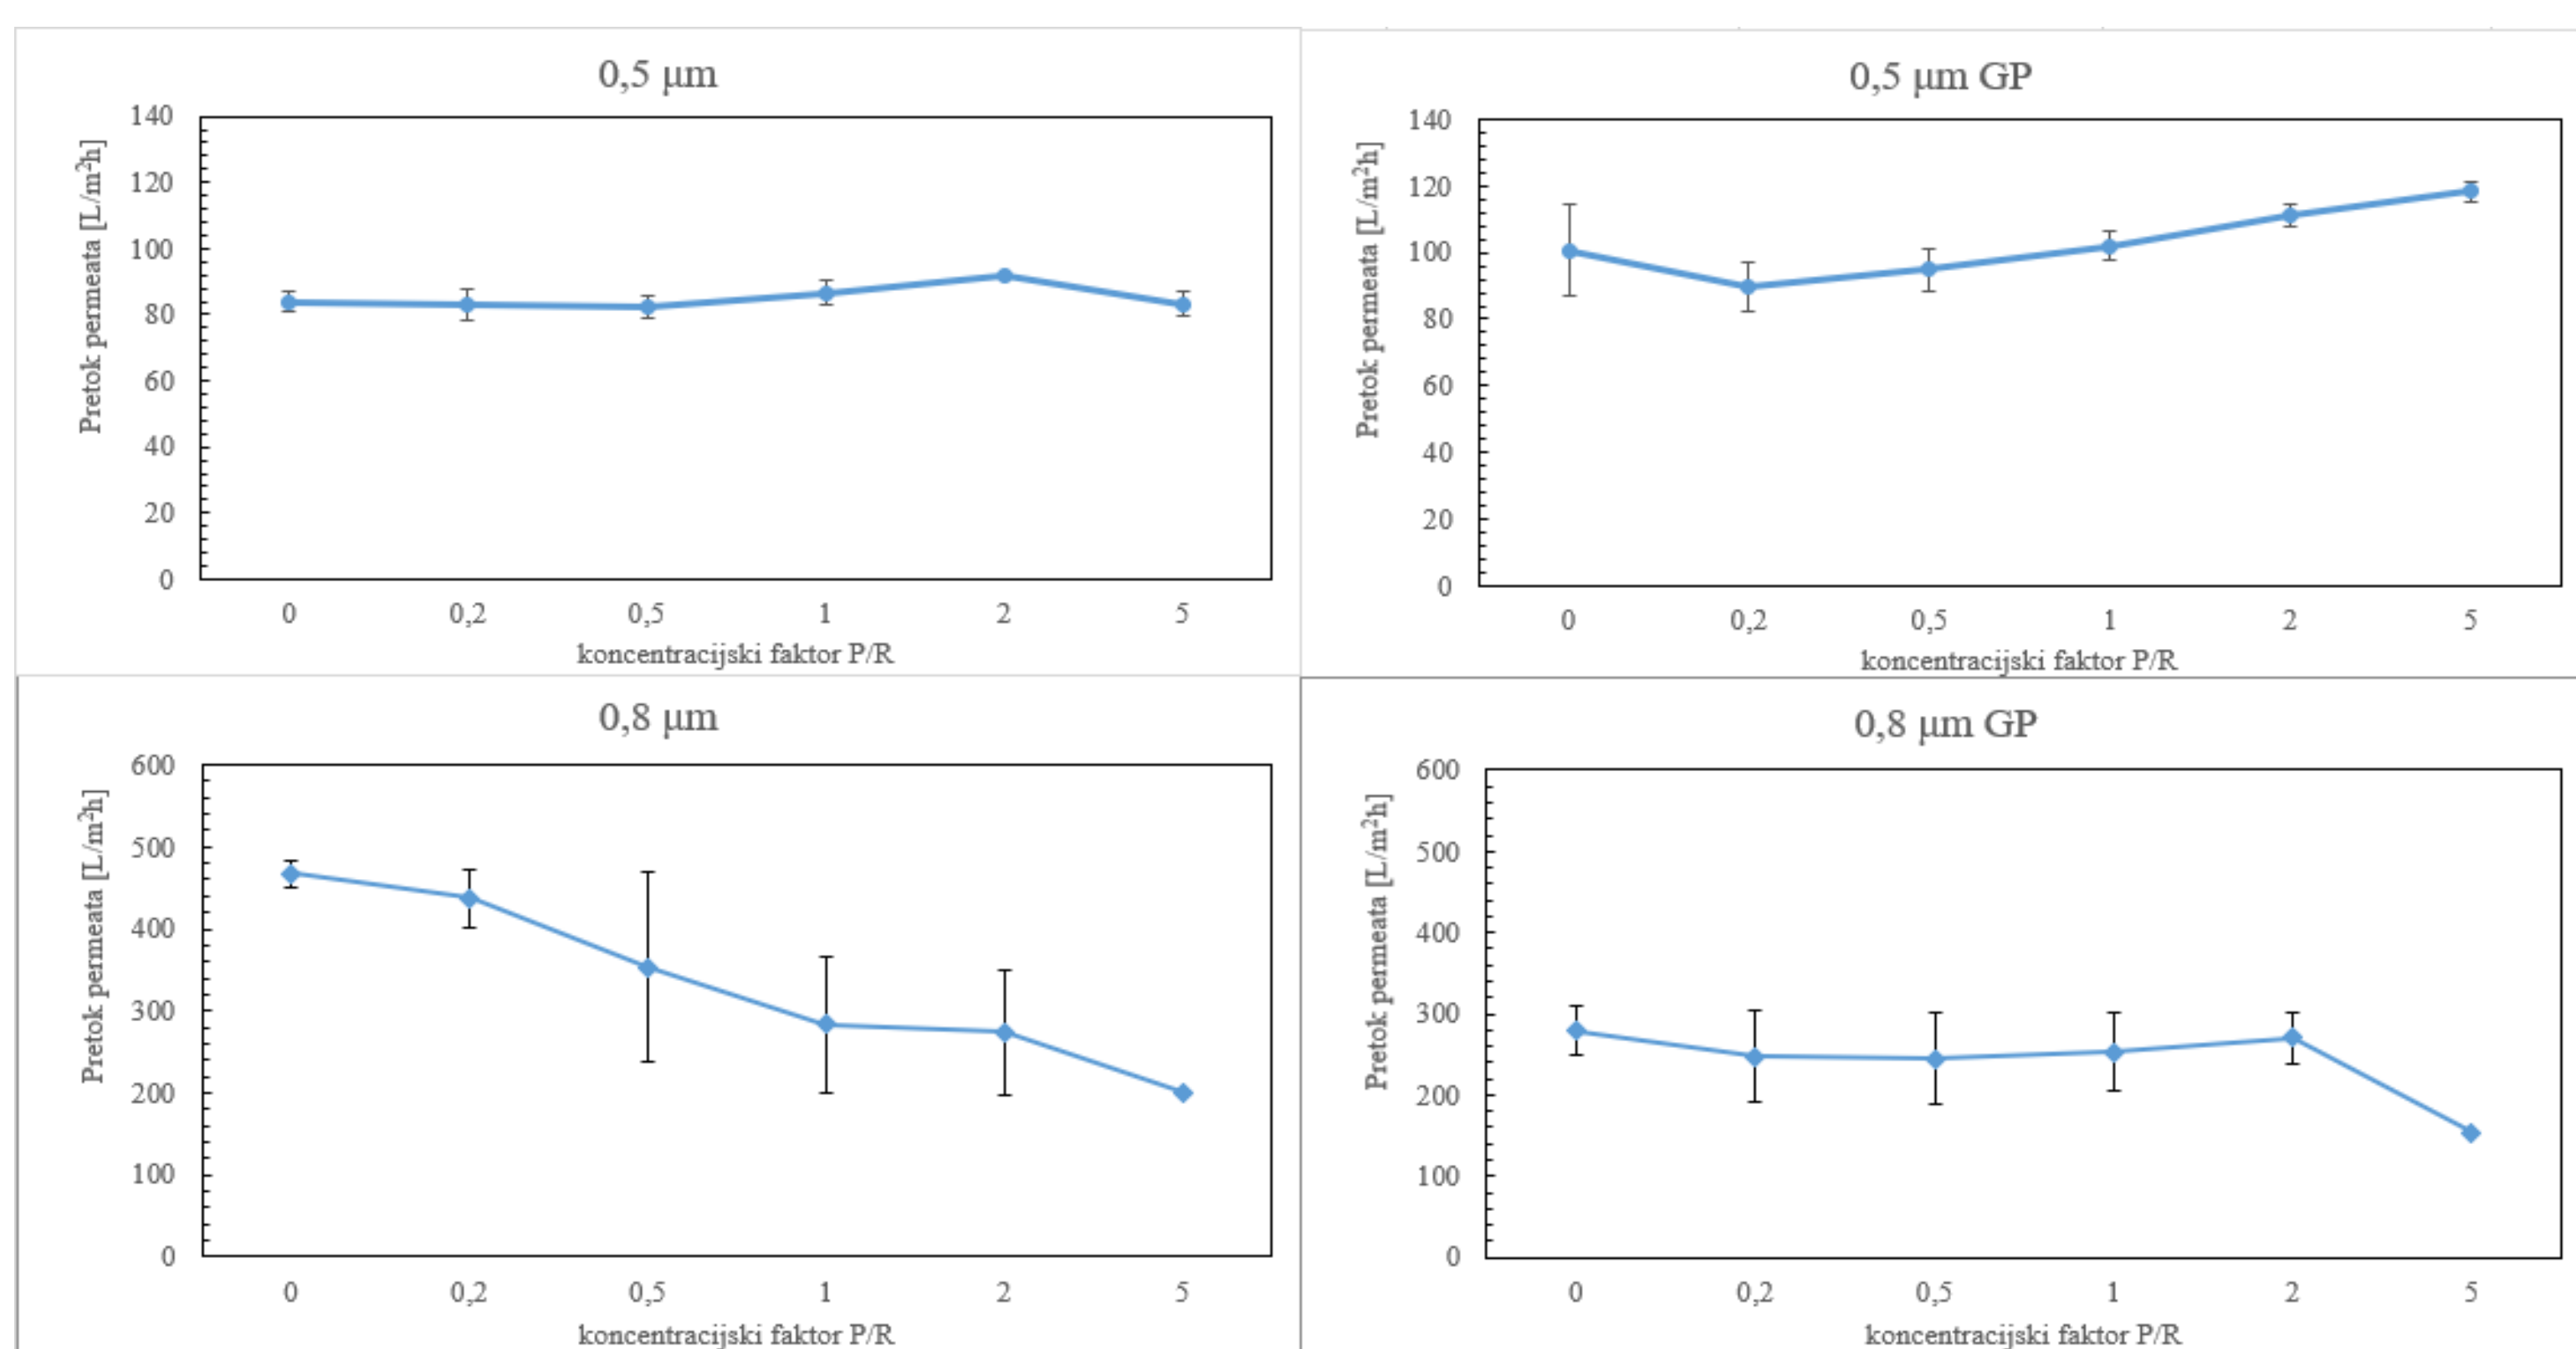 0,5 µm
Pretok permeata [L/m²h]
140
120
100
80
60
40
20
0
0 0,2 0,5 1 2 5
koncentracijski faktor P/R
0,5 µm GP
Pretok permeata [L/m²h]
140
120
100
80
60
40
20
0
0 0,2 0,5 1 2 5
koncentracijski faktor P/R
0,8 µm
Pretok permeata [L/m²h]
600
500
400
300
200
100
0
0 0,2 0,5 1 2 5
koncentracijski faktor P/R
0,8 µm GP
Pretok permeata [L/m²h]
600
500
400
300
200
100
0
0 0,2 0,5 1 2 5
koncentracijski faktor P/R